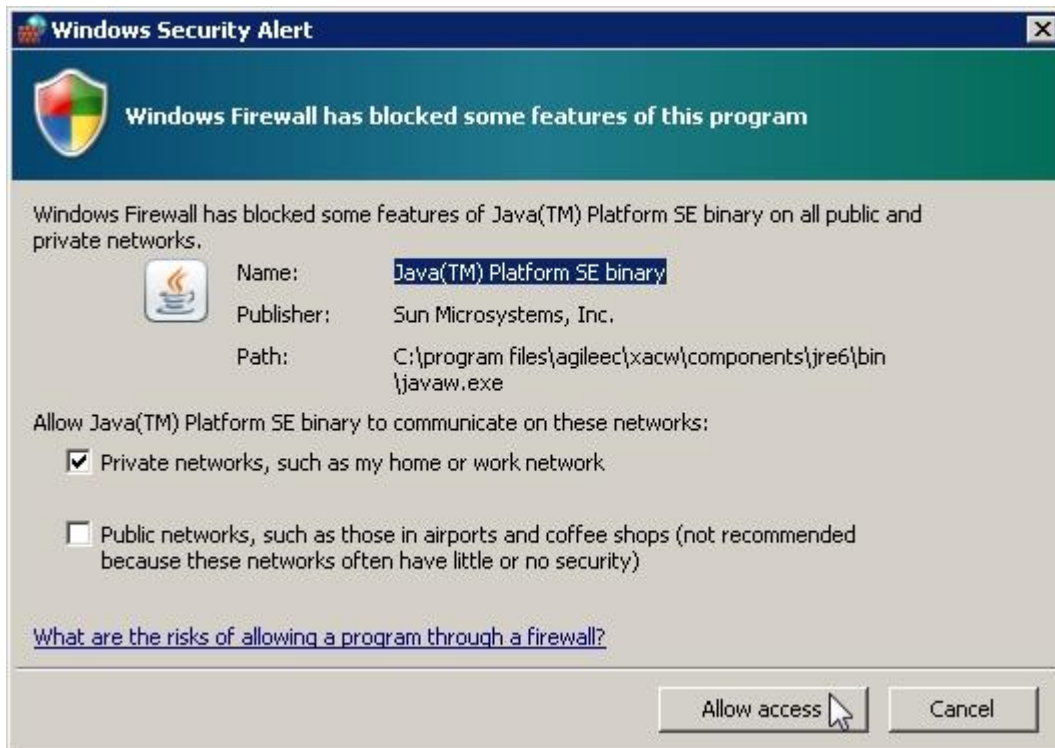 Windows Security Alert
Windows Firewall has blocked some features of this program
Windows Firewall has blocked some features of Java(TM) Platform SE binary on all public and
private networks.
Name: Java(TM) Platform SE binary
Publisher: Sun Microsystems, Inc.
Path: C:\program files\agileec\xacw\components\jre6\bin
\javaw.exe
Allow Java(TM) Platform SE binary to communicate on these networks:
Private networks, such as my home or work network
Public networks, such as those in airports and coffee shops (not recommended
because these networks often have little or no security)
What are the risks of allowing a program through a firewall?
Allow access Cancel